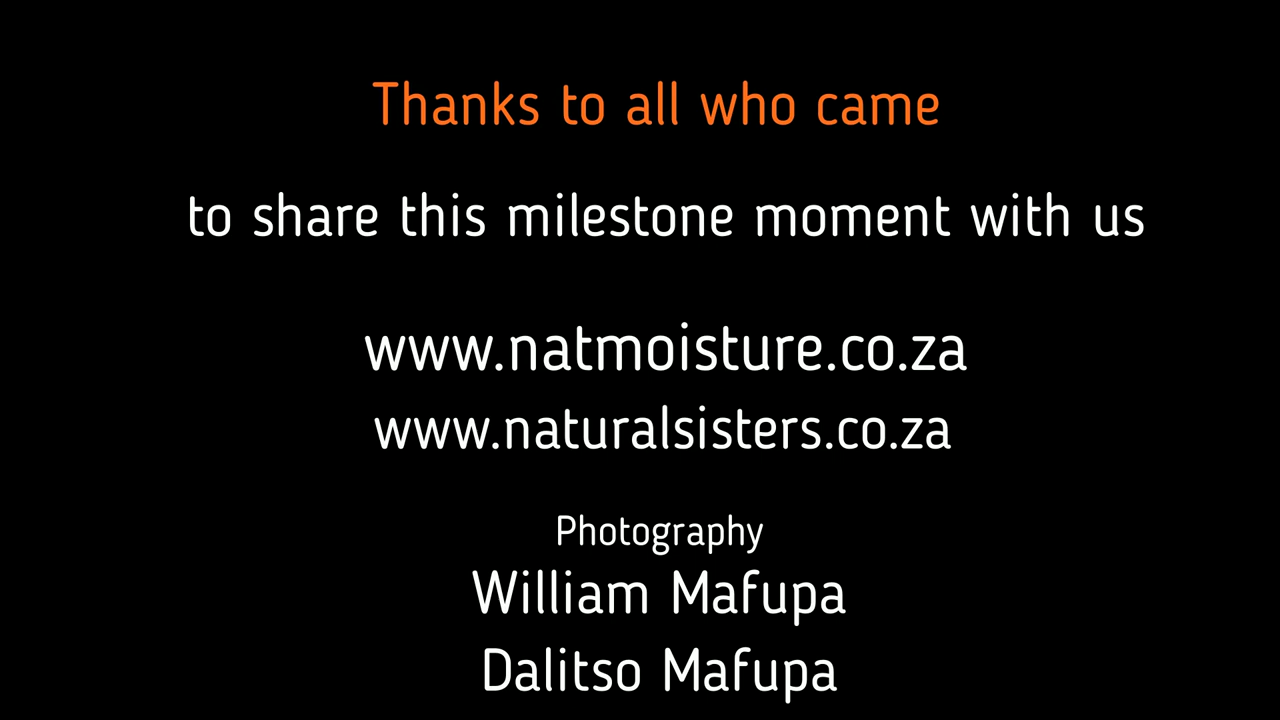 Thanks to all who came
to share this milestone moment with us
www.natmoisture.co.za
www.naturalsisters.co.za
Photography
William Mafupa
Dalitso Mafupa